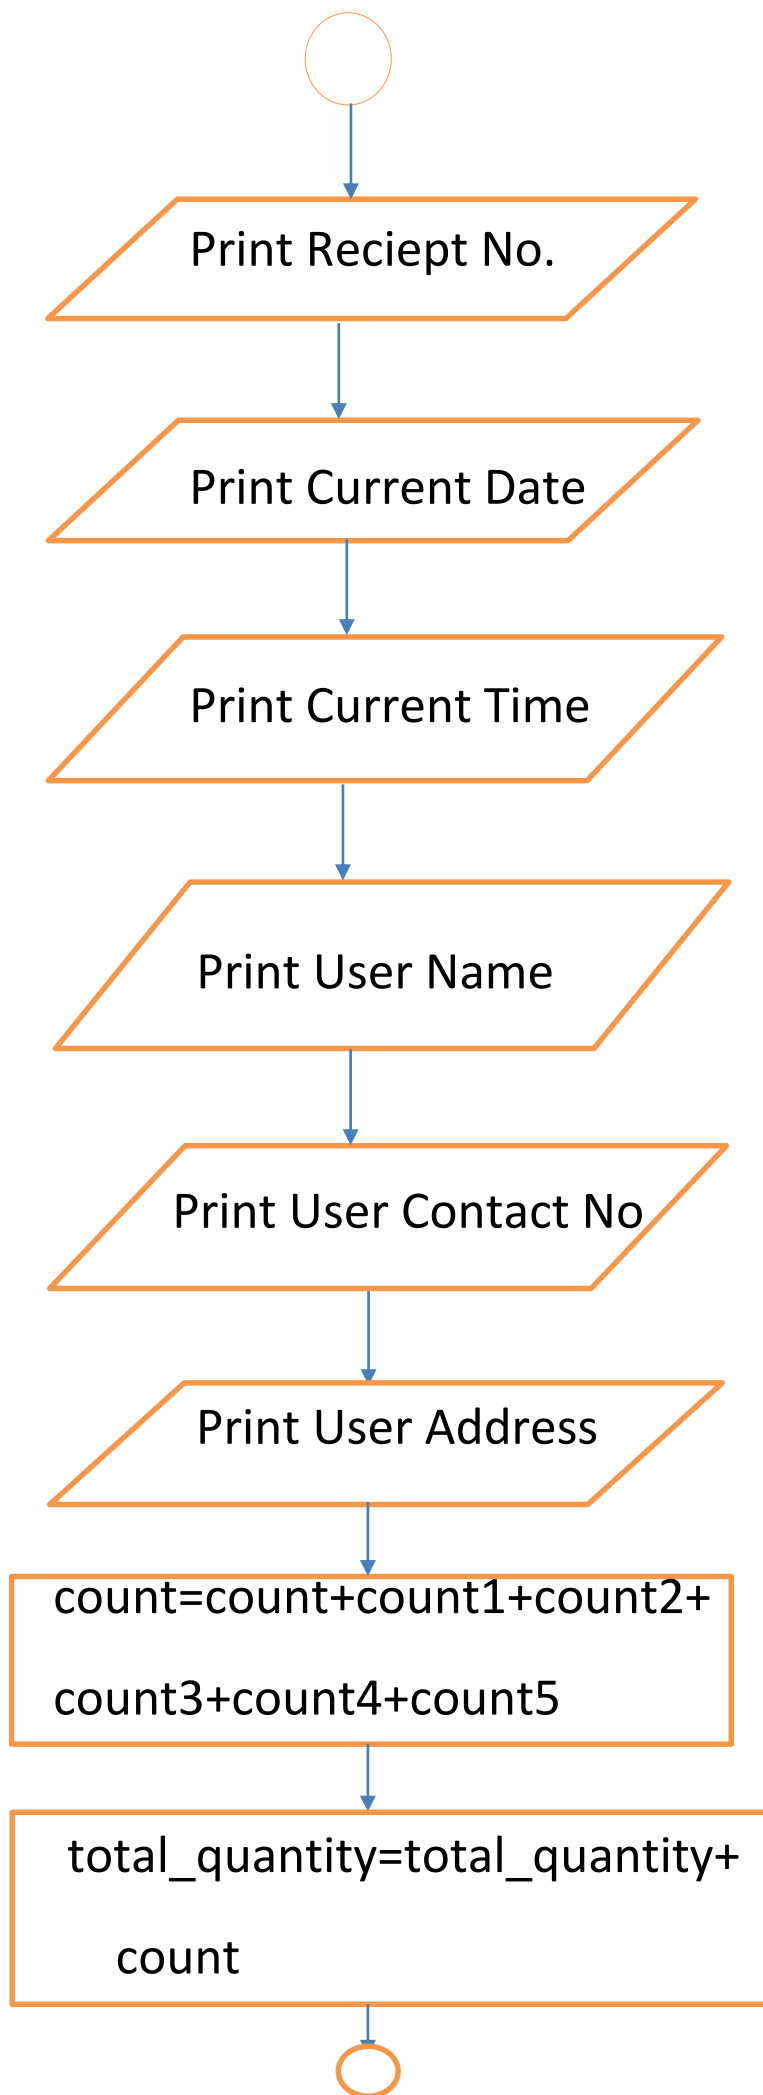 Print Reciept No.
Print Current Date
Print Current Time
Print User Name
Print User Contact No
Print User Address
count=count+count1+count2+
count3+count4+count5
total_quantity=total_quantity+
count